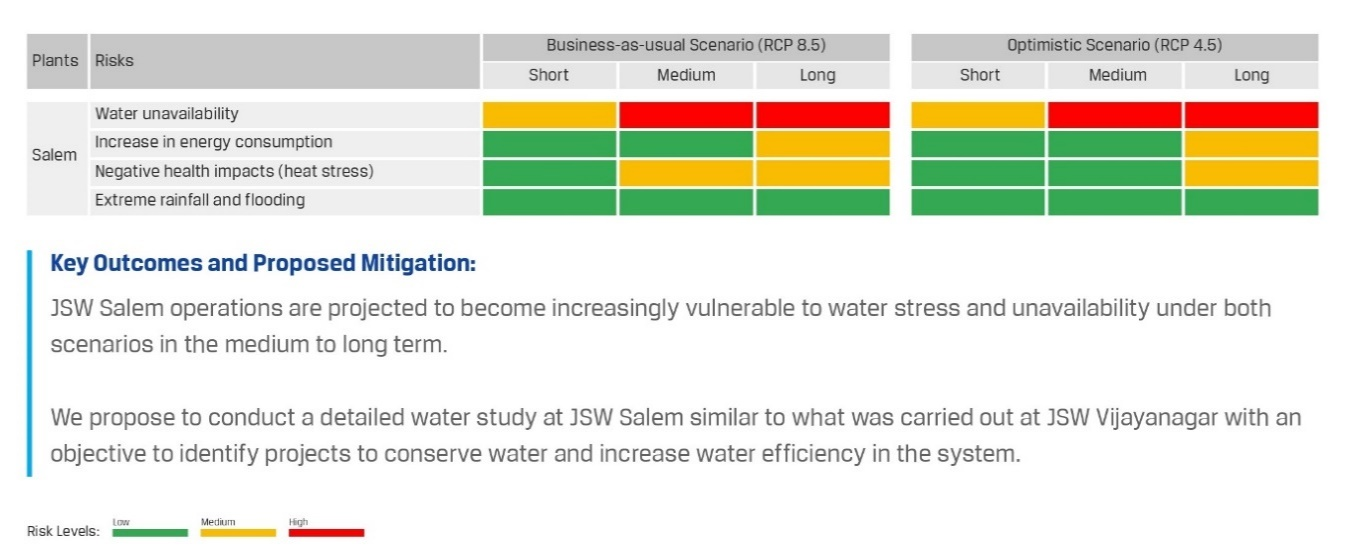 Plants Risks Business-as-usual Scenario (RCP 8.5) Optimistic Scenario (RCP 4.5)
Short Medium Long Short Medium Long
Salem
Water unavailability
Increase in energy consumption
Negative health impacts (heat stress)
Extreme rainfall and flooding
Key Outcomes and Proposed Mitigation:
JSW Salem operations are projected to become increasingly vulnerable to water stress and unavailability under both
scenarios in the medium to long term.
We propose to conduct a detailed water study at JSW Salem similar to what was carried out at JSW Vijayanagar with an
objective to identify projects to conserve water and increase water efficiency in the system.
Risk Levels: Low Medium High